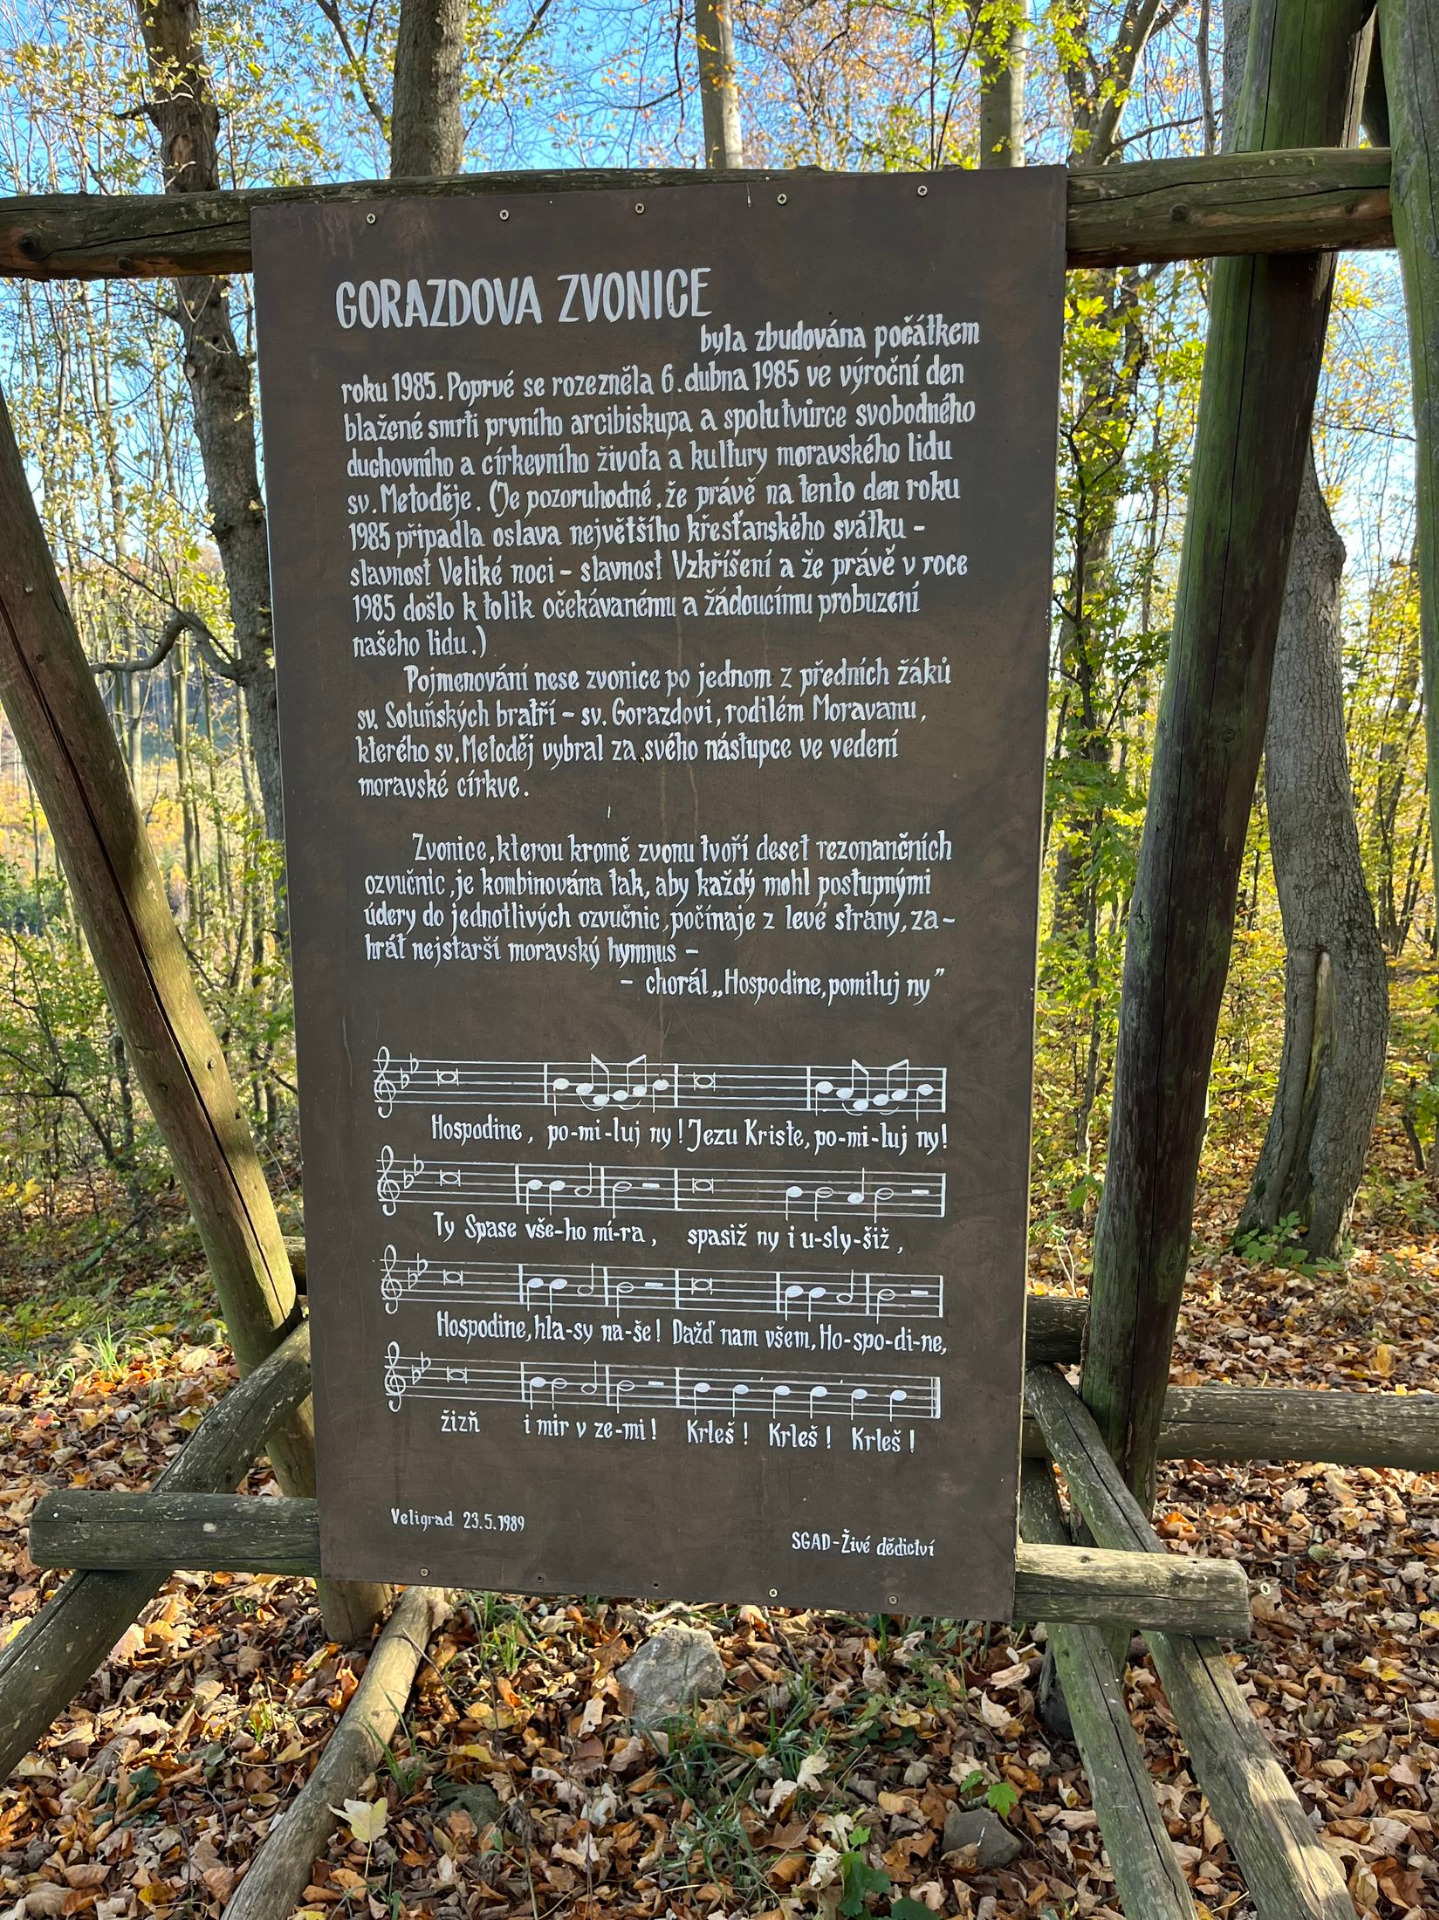 GORAZDOVA ZVONICE
byla zbudována počátkem
roku 1985. Poprvé se rozezněla 6. dubna 1985 ve výroční den
blažené smrti prvního arcibiskupa a spolutvůrce svobodného
duchovního a církevního života a kultury moravského lidu
sv. Metoděje. (Je pozoruhodné, že právě na tento den roku
1985 připadla oslava největšího křesťanského svátku -
slavnost Veliké noci - slavnost Vzkříšení a že právě v roce
1985 došlo k tolik očekávanému a žádoucímu probuzení
našeho lidu.)
Pojmenování nese zvonice po jednom z předních žáků
sv. Soluňských bratří - sv. Gorazdovi, rodilém Moravanu,
kterého sv. Metoděj vybral za svého nástupce ve vedení
moravské církve.
Zvonice, kterou kromě zvonu tvoří deset rezonančních
ozvučnic, je kombinována tak, aby každý mohl postupnými
údery do jednotlivých ozvučnic, počínaje z levé strany, za-
hrát nejstarší moravský hymnus -
- chorál „Hospodine, pomiluj ny"
Hospodine, po-mi-luj ny! Jezu Kriste, po-mi-luj ny!
Ty Spase vše-ho mí-ra, spasiž ny i u-sly-šiž,
Hospodine, hla-sy na-še! Dažď nam všem, Ho-spo-di-ne,
žizň i mir v ze-mi! Krleš! Krleš! Krleš!
Veligrad 23.5.1989
SGAD-Živé dědictví